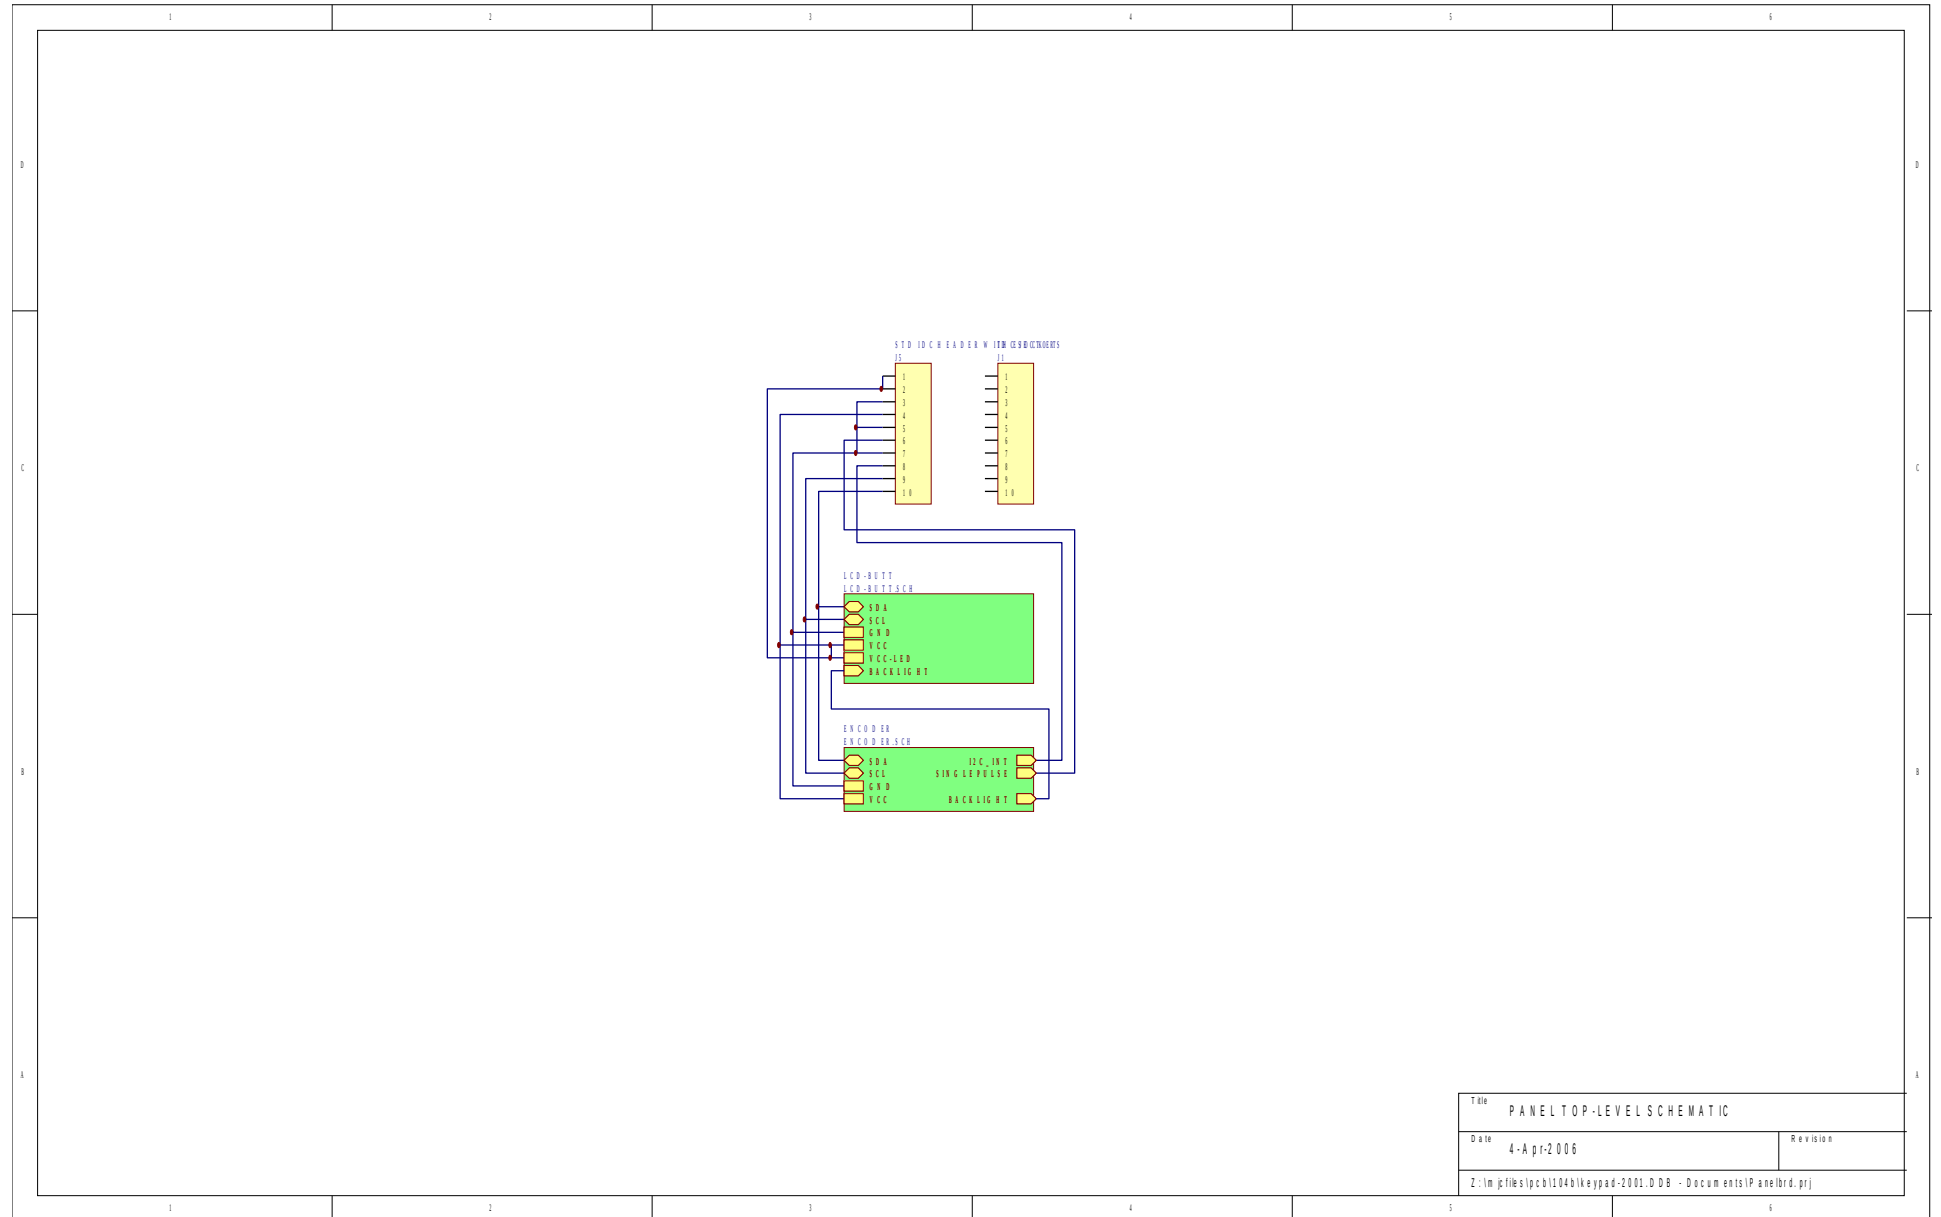 1 2 3 4 5 6
D D
STD IDC HEADER W
J5 J1
1 1
2 2
3 3
4 4
5 5
6 6
7 7
8 8
9 9
10 10
C C
LCD-BUTT
LCD-BUTT.SCH
SDA
SCL
GND
VCC
VCC-LED
BACKLIGHT
ENCODER
ENCODER.SCH
SDA I2C_INT
SCL SINGLEPULSE
GND
VCC BACKLIGHT
B B
A A
Title
PANEL TOP-LEVEL SCHEMATIC
Date Revision
4-Apr-2006
Z:\mjcfiles\pcb\104b\keypad-2001.DDB - Documents\Panelbrd.prj
1 2 3 4 5 6